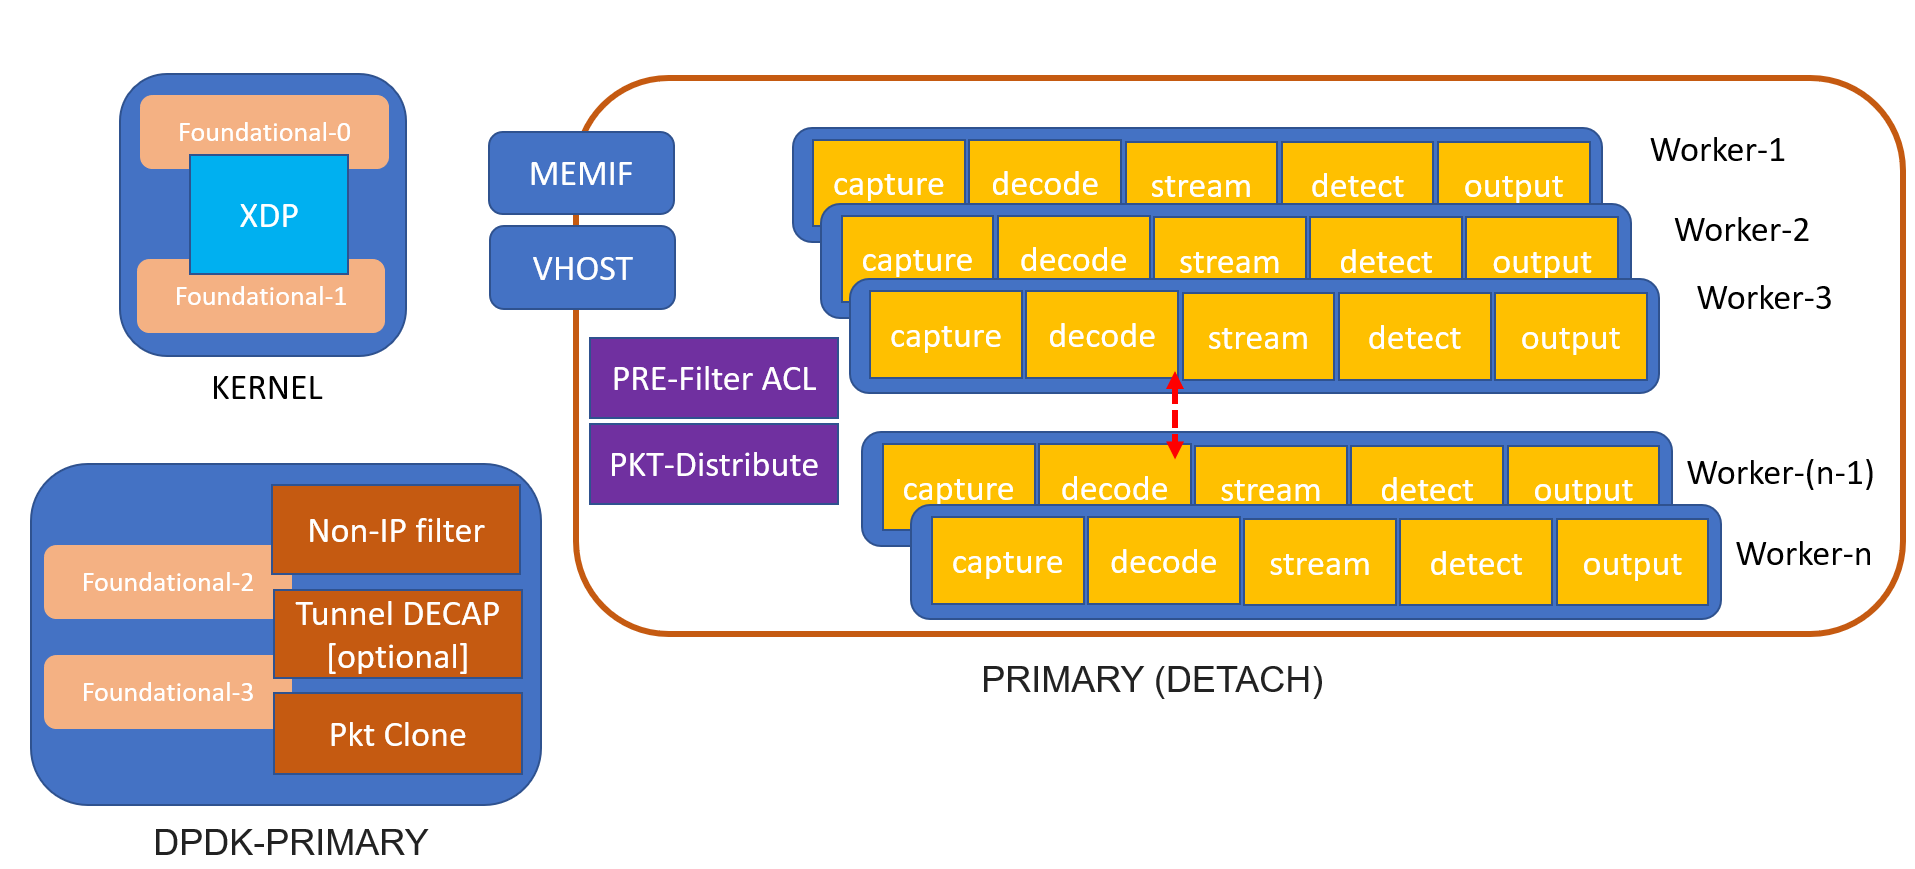 Foundational-0
XDP
Foundational-1
KERNEL
MEMIF
VHOST
PRE-Filter ACL
PKT-Distribute
capture decode stream detect output Worker-1
capture decode stream detect output Worker-2
capture decode stream detect output Worker-3
capture decode stream detect output Worker-(n-1)
capture decode stream detect output Worker-n
PRIMARY (DETACH)
Non-IP filter
Foundational-2
Tunnel DECAP
[optional]
Foundational-3
Pkt Clone
DPDK-PRIMARY